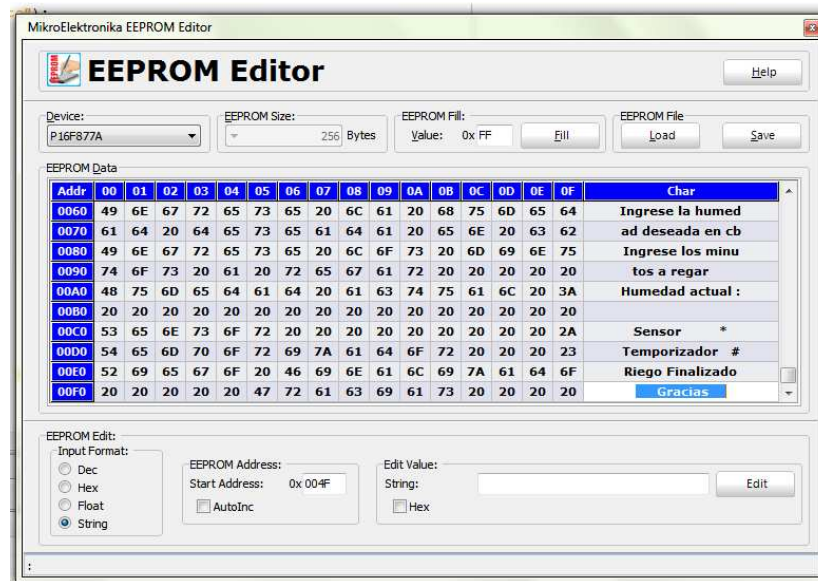 MikroElektronika EEPROM Editor
EEPROM
EEPROM Editor
Help
Device:
P16F877A
EEPROM Size:
256 Bytes
EEPROM Fill:
Value: 0x FF
Fill
EEPROM File
Load
Save
EEPROM Data
Addr 00 01 02 03 04 05 06 07 08 09 0A 0B 0C 0D 0E 0F Char
0060 49 6E 67 72 65 73 65 20 6C 61 20 68 75 6D 65 64 Ingrese la humed
0070 61 64 20 64 65 73 65 61 64 61 20 65 6E 20 63 62 ad deseada en cb
0080 49 6E 67 72 65 73 65 20 6C 6F 73 20 6D 69 6E 75 Ingrese los minu
0090 74 6F 73 20 61 20 72 65 67 61 72 20 20 20 20 20 tos a regar
00A0 48 75 6D 65 64 61 64 20 61 63 74 75 61 6C 20 3A Humedad actual :
00B0 20 20 20 20 20 20 20 20 20 20 20 20 20 20 20 20
00C0 53 65 6E 73 6F 72 20 20 20 20 20 20 20 20 20 2A Sensor *
00D0 54 65 6D 70 6F 72 69 7A 61 64 6F 72 20 20 20 23 Temporizador #
00E0 52 69 65 67 6F 20 46 69 6E 61 6C 69 7A 61 64 6F Riego Finalizado
00F0 20 20 20 20 20 47 72 61 63 69 61 73 20 20 20 20 Gracias
EEPROM Edit:
Input Format:
Dec
Hex
Float
String
EEPROM Address:
Start Address: 0x 004F
AutoInc
Edit Value:
String:
Hex
Edit
: